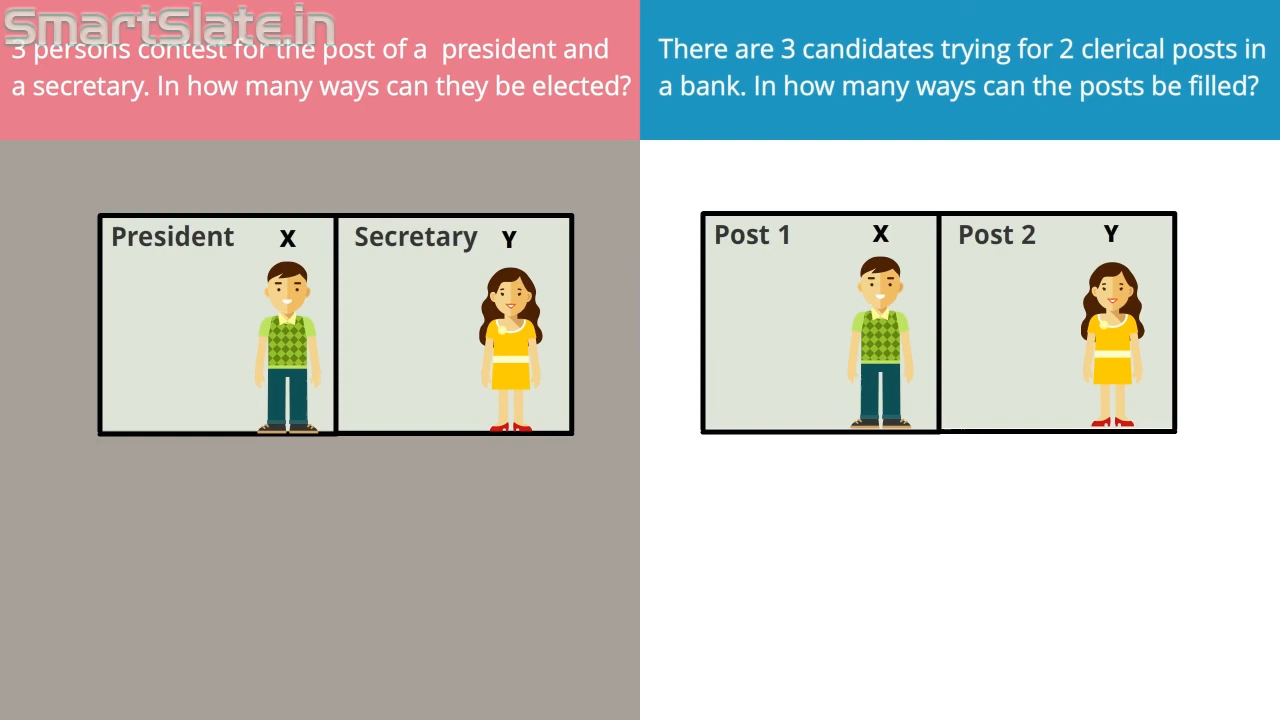 SmartSlate.in
3 persons contest for the post of a president and
a secretary. In how many ways can they be elected?
There are 3 candidates trying for 2 clerical posts in
a bank. In how many ways can the posts be filled?
President X Secretary Y
Post 1 X Post 2 Y